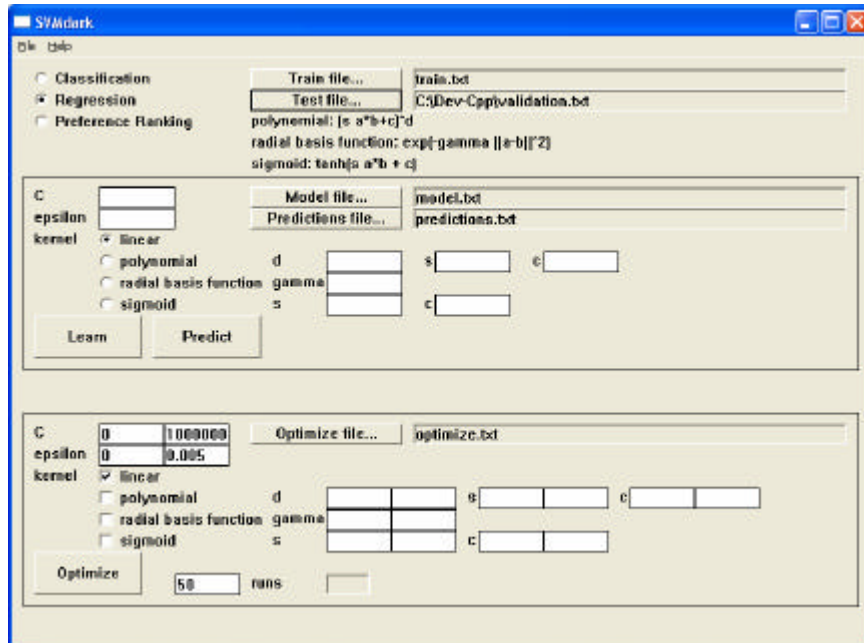 SVMdark
File Help
Classification Train file... train.txt
Regression Test file... C:\Dev-Cpp\validation.txt
Preference Ranking polynomial: (s a*b+c)^d
radial basis function: exp(-gamma ||a-b||^2)
sigmoid: tanh(s a*b + c)
C Model file... model.txt
epsilon Predictions file... predictions.txt
kernel linear
polynomial d s c
radial basis function gamma
sigmoid s c
Learn Predict
C 0 1000000 Optimize file... optimize.txt
epsilon 0 0.005
kernel linear
polynomial d s c
radial basis function gamma
sigmoid s c
Optimize 50 runs